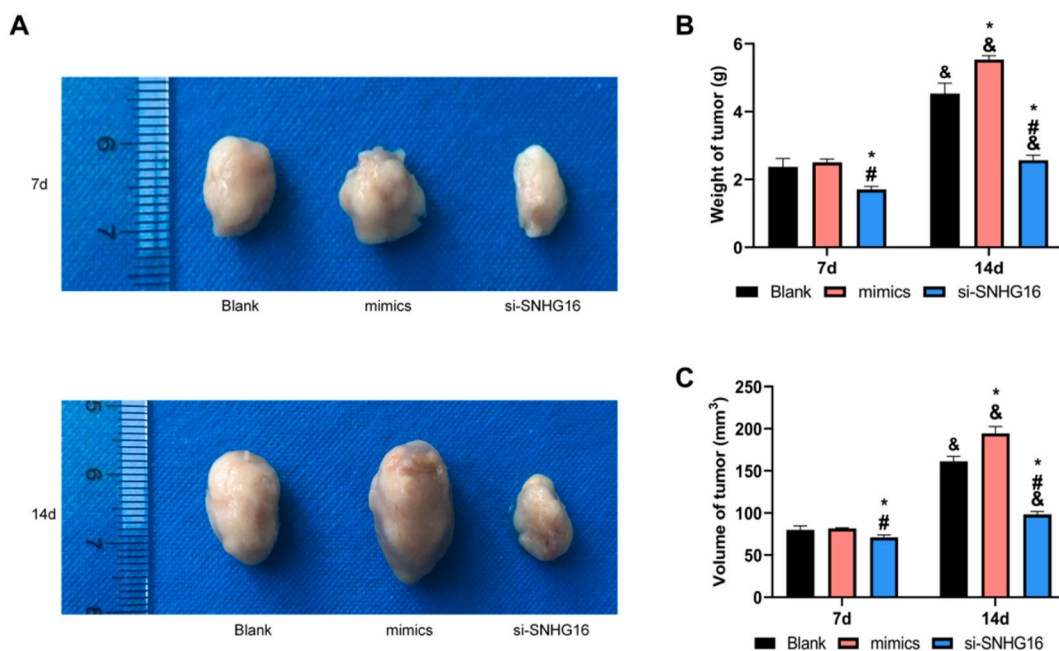 A
6
7
7d
Blank mimics si-SNHG16
5
6
7
14d
Blank mimics si-SNHG16
B
Weight of tumor (g)
6
4
2
0
*
&
&
*
#
*
#
&
7d 14d
Blank mimics si-SNHG16
C
Volume of tumor (mm³)
250
200
150
100
50
0
*
&
&
*
#
*
#
&
7d 14d
Blank mimics si-SNHG16